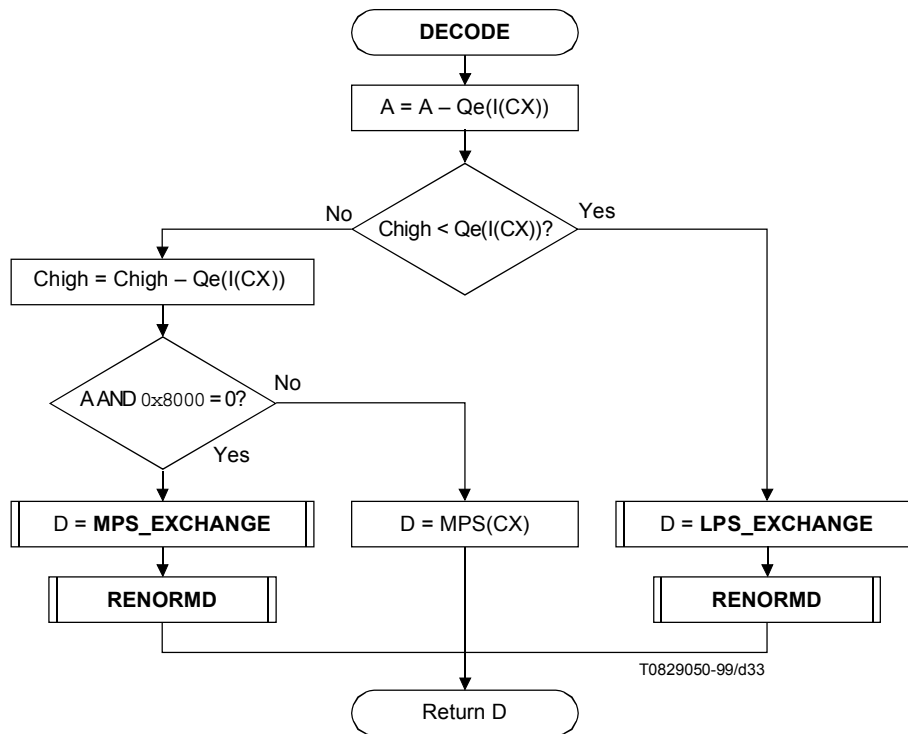 DECODE
A = A – Qe(I(CX))
No
Yes
Chigh < Qe(I(CX))?
Chigh = Chigh – Qe(I(CX))
A AND 0x8000 = 0?
No
Yes
D = MPS_EXCHANGE
D = MPS(CX)
D = LPS_EXCHANGE
RENORMD
RENORMD
T0829050-99/d33
Return D